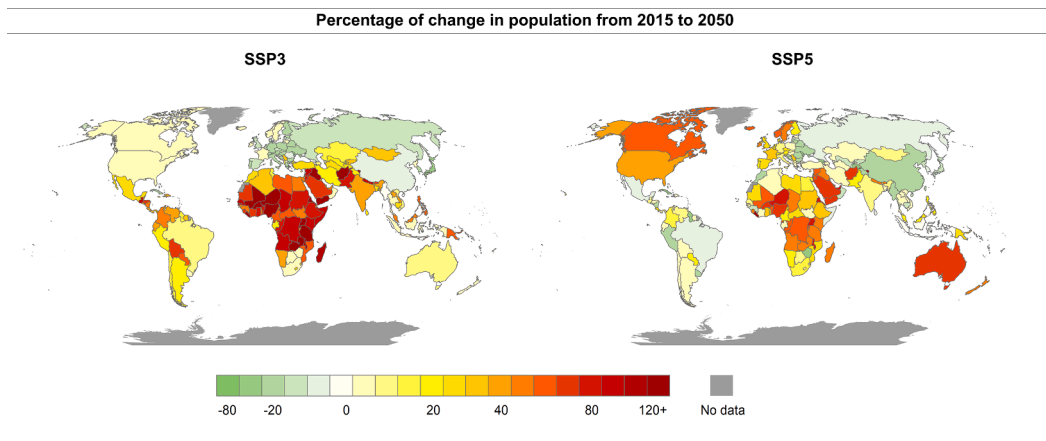 Percentage of change in population from 2015 to 2050
SSP3
SSP5
-80 -20 0 20 40 80 120+ No data